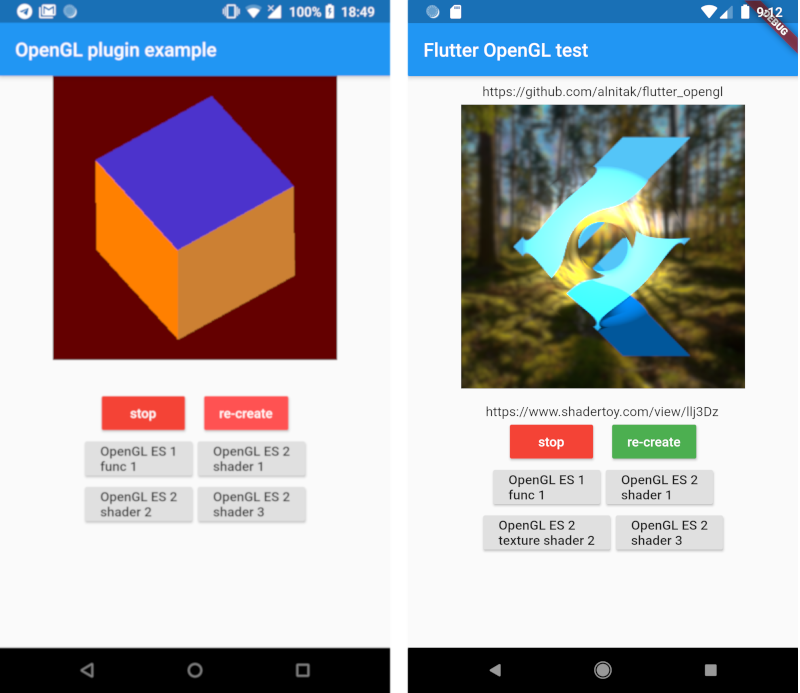 100% 18:49
OpenGL plugin example
stop
re-create
OpenGL ES 1
func 1
OpenGL ES 2
shader 1
OpenGL ES 2
shader 2
OpenGL ES 2
shader 3
9:12
DEBUG
Flutter OpenGL test
https://github.com/alnitak/flutter_opengl
https://www.shadertoy.com/view/llj3Dz
stop
re-create
OpenGL ES 1
func 1
OpenGL ES 2
shader 1
OpenGL ES 2
texture shader 2
OpenGL ES 2
shader 3